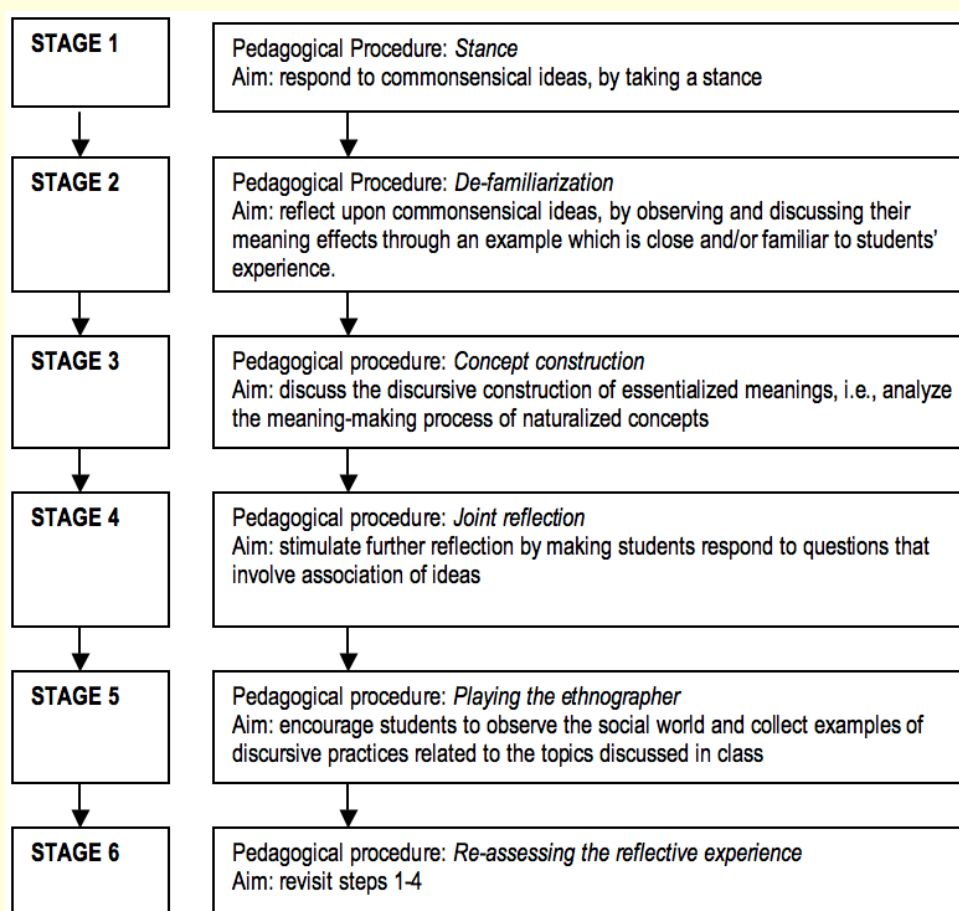 STAGE 1
Pedagogical Procedure: Stance
Aim: respond to commonsensical ideas, by taking a stance
STAGE 2
Pedagogical Procedure: De-familiarization
Aim: reflect upon commonsensical ideas, by observing and discussing their
meaning effects through an example which is close and/or familiar to students’
experience.
STAGE 3
Pedagogical procedure: Concept construction
Aim: discuss the discursive construction of essentialized meanings, i.e., analyze
the meaning-making process of naturalized concepts
STAGE 4
Pedagogical procedure: Joint reflection
Aim: stimulate further reflection by making students respond to questions that
involve association of ideas
STAGE 5
Pedagogical procedure: Playing the ethnographer
Aim: encourage students to observe the social world and collect examples of
discursive practices related to the topics discussed in class
STAGE 6
Pedagogical procedure: Re-assessing the reflective experience
Aim: revisit steps 1-4